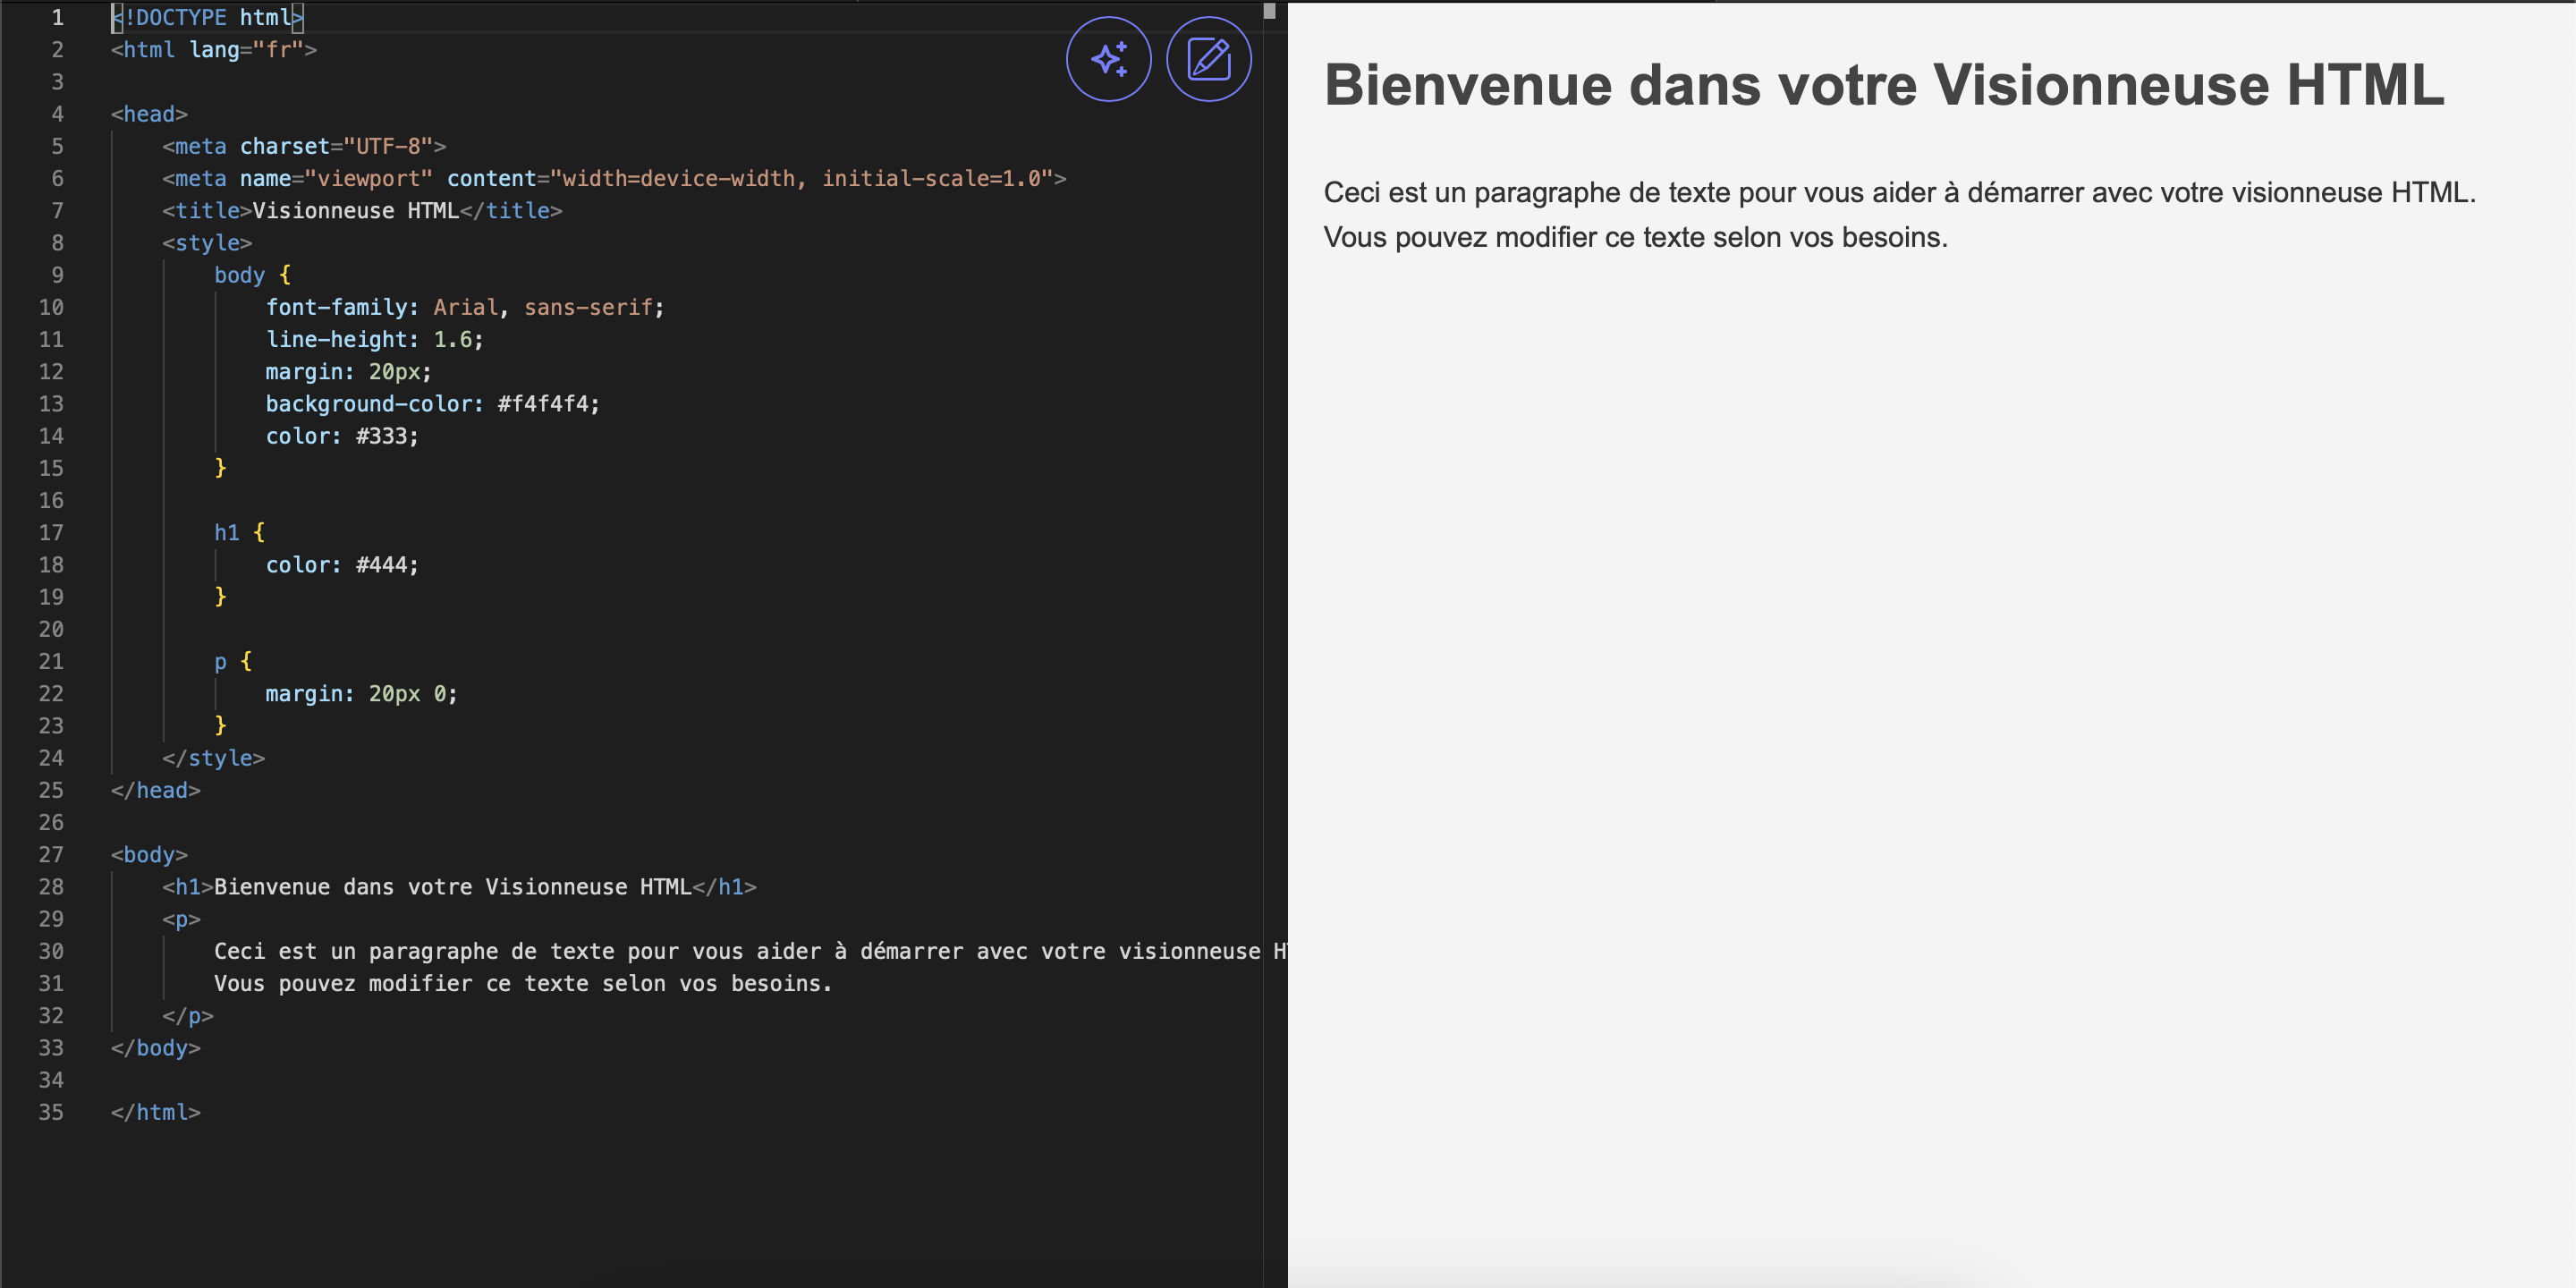 1 <!DOCTYPE html>
2 <html lang="fr">
3
4 <head>
5 <meta charset="UTF-8">
6 <meta name="viewport" content="width=device-width, initial-scale=1.0">
7 <title>Visionneuse HTML</title>
8 <style>
9 body {
10 font-family: Arial, sans-serif;
11 line-height: 1.6;
12 margin: 20px;
13 background-color: #f4f4f4;
14 color: #333;
15 }
16
17 h1 {
18 color: #444;
19 }
20
21 p {
22 margin: 20px 0;
23 }
24 </style>
25 </head>
26
27 <body>
28 <h1>Bienvenue dans votre Visionneuse HTML</h1>
29 <p>
30 Ceci est un paragraphe de texte pour vous aider à démarrer avec votre visionneuse H
31 Vous pouvez modifier ce texte selon vos besoins.
32 </p>
33 </body>
34
35 </html>
Bienvenue dans votre Visionneuse HTML
Ceci est un paragraphe de texte pour vous aider à démarrer avec votre visionneuse HTML.
Vous pouvez modifier ce texte selon vos besoins.